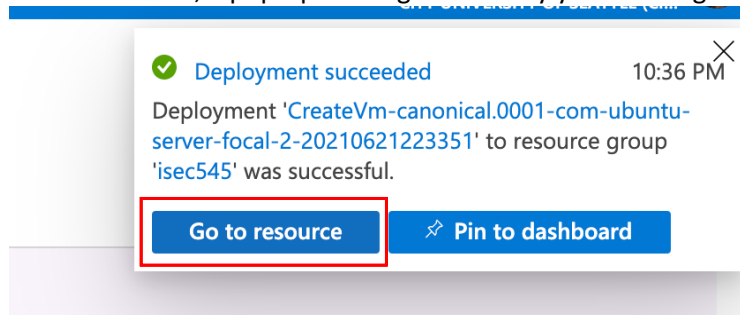 Deployment succeeded 10:36 PM
Deployment 'CreateVm-canonical.0001-com-ubuntu-
server-focal-2-20210621223351' to resource group
'isec545' was successful.
Go to resource Pin to dashboard